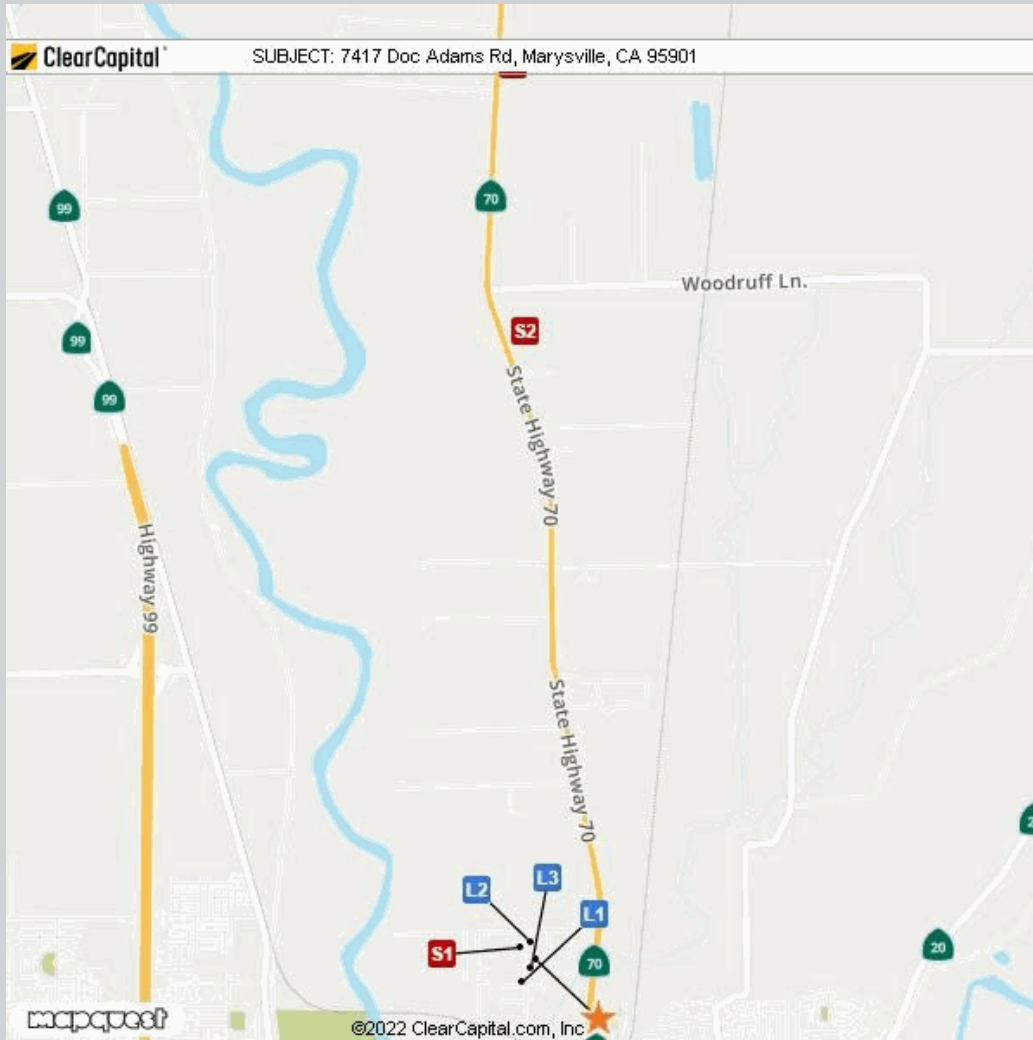 ClearCapital
SUBJECT: 7417 Doc Adams Rd, Marysville, CA 95901
70
99
Woodruff Ln.
S2
99
99
State Highway 70
Highway 99
State Highway 70
L3
L2
L1
S1
70
20
mapquest
©2022 ClearCapital.com, Inc